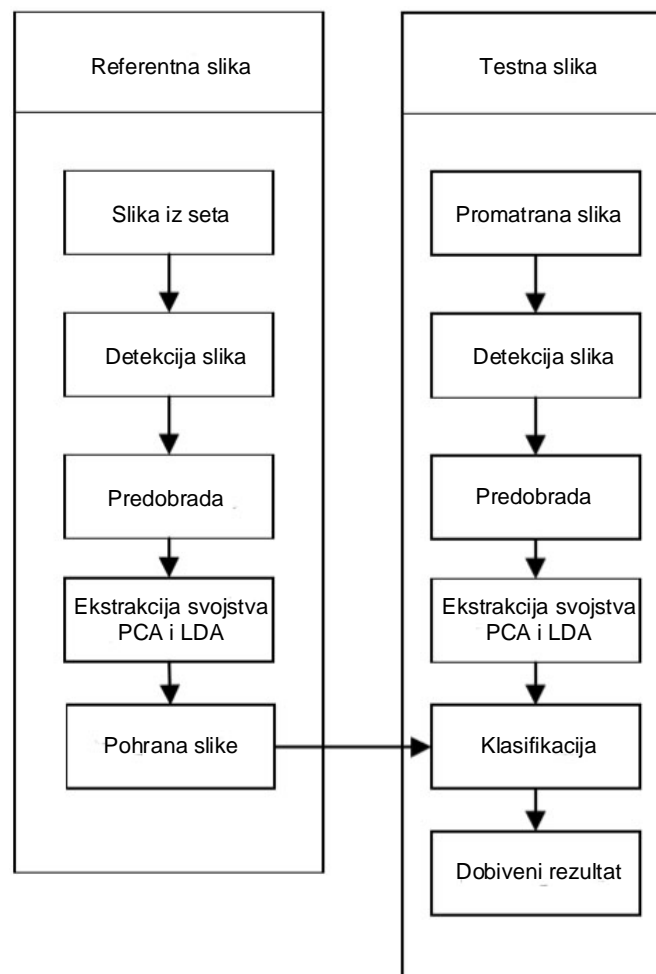 Referentna slika
Slika iz seta
Detekcija slika
Predobrada
Ekstrakcija svojstva
PCA i LDA
Pohrana slike
Testna slika
Promatrana slika
Detekcija slika
Predobrada
Ekstrakcija svojstva
PCA i LDA
Klasifikacija
Dobiveni rezultat